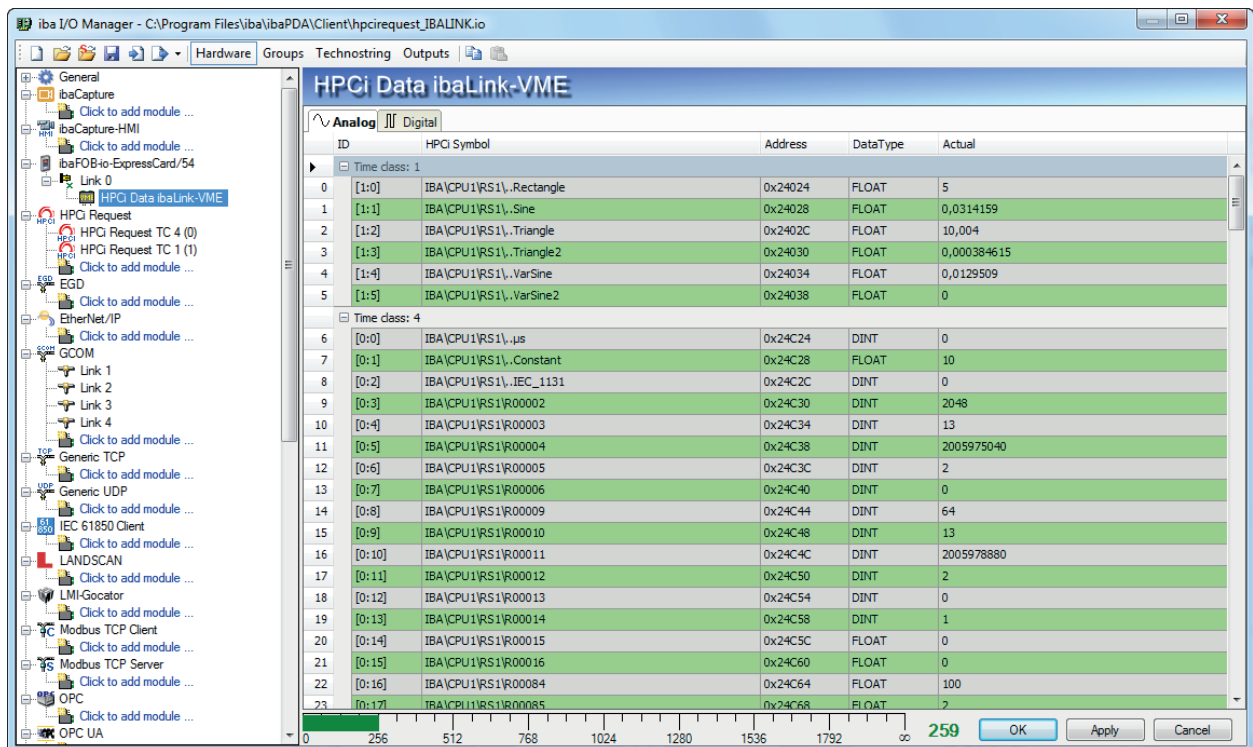 iba I/O Manager - C:\Program Files\iba\ibaPDA\Client\hpcirequest_IBALINK.io
Hardware Groups Technostring Outputs
General
ibaCapture
Click to add module ...
ibaCapture-HMI
Click to add module ...
ibaFOB-io-ExpressCard/54
Link 0
HPCi Data ibaLink-VME
HPCi Request
HPCi Request TC 4 (0)
HPCi Request TC 1 (1)
Click to add module ...
EGD
Click to add module ...
EtherNet/IP
Click to add module ...
GCOM
Link 1
Link 2
Link 3
Link 4
Click to add module ...
Generic TCP
Click to add module ...
Generic UDP
Click to add module ...
IEC 61850 Client
Click to add module ...
LANDSCAN
Click to add module ...
LMI-Gocator
Click to add module ...
Modbus TCP Client
Click to add module ...
Modbus TCP Server
Click to add module ...
OPC
Click to add module ...
OPC UA
HPCi Data ibaLink-VME
Analog Digital
ID HPCi Symbol Address DataType Actual
Time class: 1
0 [1:0] IBA\CPU1\RS1\..Rectangle 0x24024 FLOAT 5
1 [1:1] IBA\CPU1\RS1\..Sine 0x24028 FLOAT 0,0314159
2 [1:2] IBA\CPU1\RS1\..Triangle 0x2402C FLOAT 10,004
3 [1:3] IBA\CPU1\RS1\..Triangle2 0x24030 FLOAT 0,000384615
4 [1:4] IBA\CPU1\RS1\..VarSine 0x24034 FLOAT 0,0129509
5 [1:5] IBA\CPU1\RS1\..VarSine2 0x24038 FLOAT 0
Time class: 4
6 [0:0] IBA\CPU1\RS1\..µs 0x24C24 DINT 0
7 [0:1] IBA\CPU1\RS1\..Constant 0x24C28 FLOAT 10
8 [0:2] IBA\CPU1\RS1\..IEC_1131 0x24C2C DINT 0
9 [0:3] IBA\CPU1\RS1\R00002 0x24C30 DINT 2048
10 [0:4] IBA\CPU1\RS1\R00003 0x24C34 DINT 13
11 [0:5] IBA\CPU1\RS1\R00004 0x24C38 DINT 2005975040
12 [0:6] IBA\CPU1\RS1\R00005 0x24C3C DINT 2
13 [0:7] IBA\CPU1\RS1\R00006 0x24C40 DINT 0
14 [0:8] IBA\CPU1\RS1\R00009 0x24C44 DINT 64
15 [0:9] IBA\CPU1\RS1\R00010 0x24C48 DINT 13
16 [0:10] IBA\CPU1\RS1\R00011 0x24C4C DINT 2005978880
17 [0:11] IBA\CPU1\RS1\R00012 0x24C50 DINT 2
18 [0:12] IBA\CPU1\RS1\R00013 0x24C54 DINT 0
19 [0:13] IBA\CPU1\RS1\R00014 0x24C58 DINT 1
20 [0:14] IBA\CPU1\RS1\R00015 0x24C5C FLOAT 0
21 [0:15] IBA\CPU1\RS1\R00016 0x24C60 FLOAT 0
22 [0:16] IBA\CPU1\RS1\R00084 0x24C64 FLOAT 100
23 [0:17] IBA\CPU1\RS1\R00085 0x24C68 FLOAT 2
0 256 512 768 1024 1280 1536 1792 ∞ 259 OK Apply Cancel